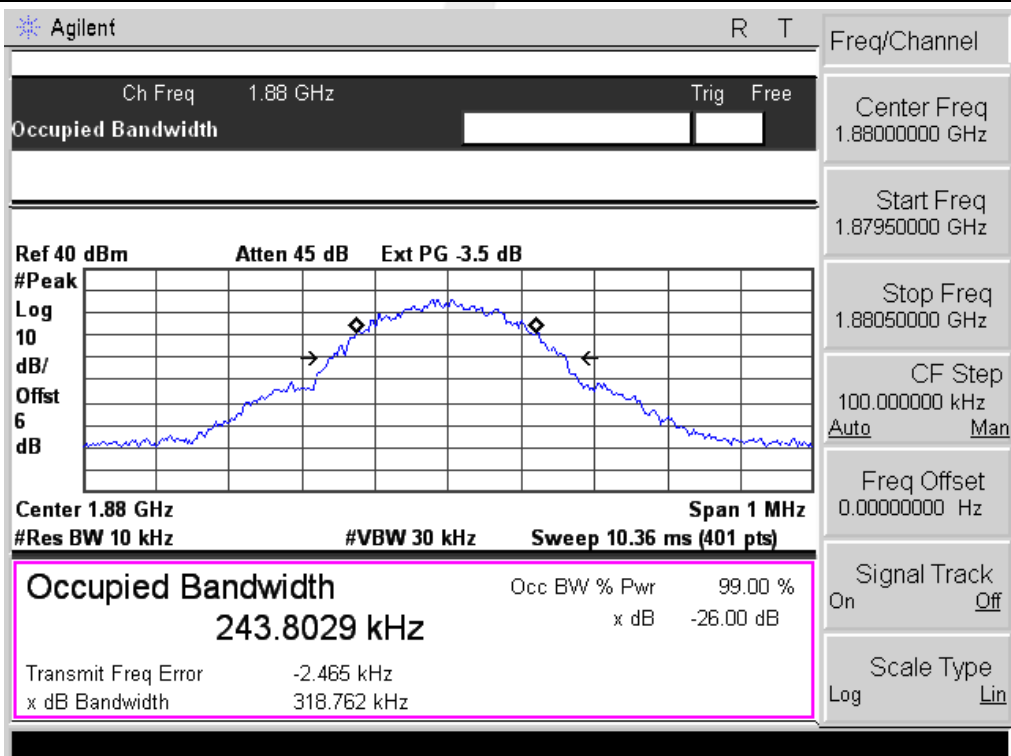 Agilent R T
Ch Freq 1.88 GHz Trig Free
Occupied Bandwidth
Ref 40 dBm Atten 45 dB Ext PG -3.5 dB
#Peak
Log
10
dB/
Offst
6
dB
Center 1.88 GHz Span 1 MHz
#Res BW 10 kHz #VBW 30 kHz Sweep 10.36 ms (401 pts)
Occupied Bandwidth Occ BW % Pwr 99.00 %
243.8029 kHz x dB -26.00 dB
Transmit Freq Error -2.465 kHz
x dB Bandwidth 318.762 kHz
Freq/Channel
Center Freq
1.88000000 GHz
Start Freq
1.87950000 GHz
Stop Freq
1.88050000 GHz
CF Step
100.000000 kHz
Auto Man
Freq Offset
0.00000000 Hz
Signal Track
On Off
Scale Type
Log Lin